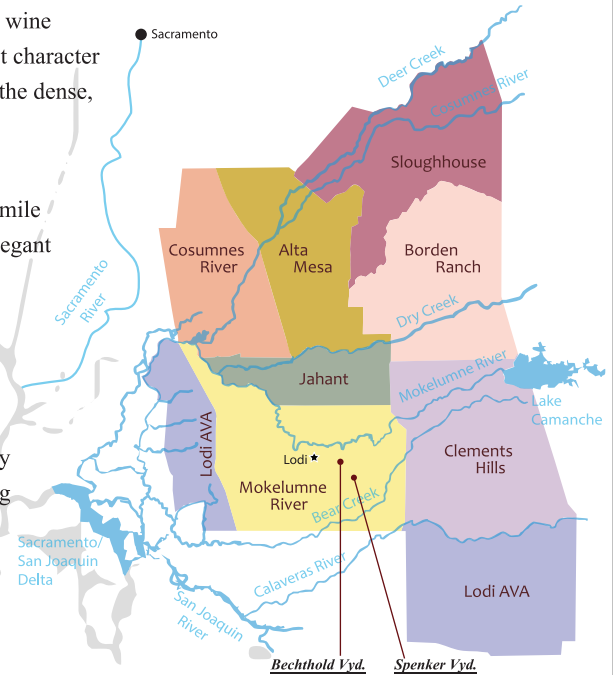 wine
t character
the dense,
mile
egant
y
g
Sacramento
Deer Creek
Cosumnes River
Sloughhouse
Cosumnes
River
Alta
Mesa
Borden
Ranch
Sacramento
River
Dry Creek
Jahant
Mokelumne River
Lake
Camanche
Lodi AVA
Lodi
Mokelumne
River
Clements
Hills
Bear Creek
Sacramento/
San Joaquin
Delta
Calaveras River
San Joaquin
River
Lodi AVA
Bechthold Vyd.
Spenker Vyd.